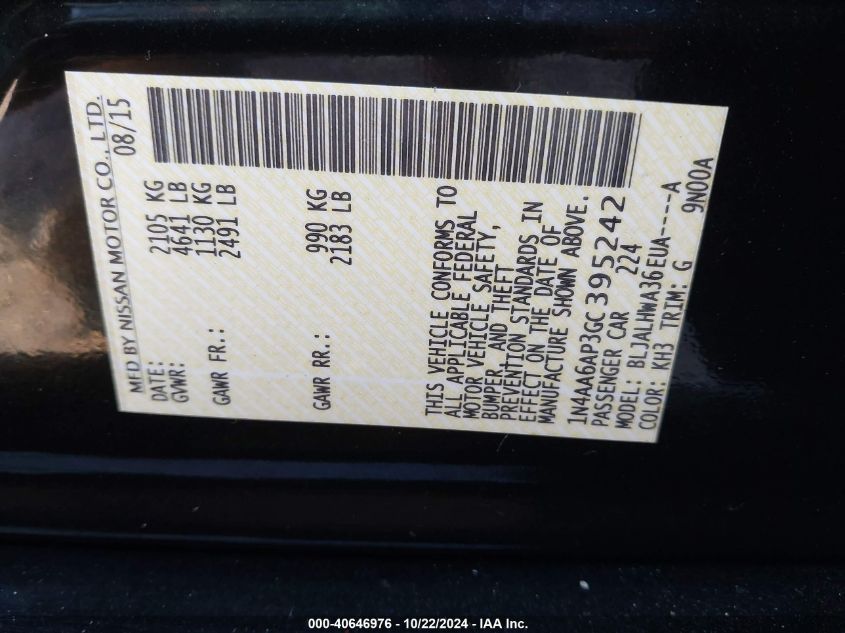 MFD BY NISSAN MOTOR CO., LTD.
DATE: 08/15
GVWR: 2105 KG
4641 LB
GAWR FR.: 1130 KG
2491 LB
GAWR RR.: 990 KG
2183 LB
THIS VEHICLE CONFORMS TO
ALL APPLICABLE FEDERAL
MOTOR VEHICLE SAFETY,
BUMPER, AND THEFT
PREVENTION STANDARDS IN
EFFECT ON THE DATE OF
MANUFACTURE SHOWN ABOVE.
1N4AA6AP3GC395242
PASSENGER CAR 224
MODEL: BLJALHWA36EUA-----A
COLOR: KH3 TRIM: G 9N00A
000-40646976 - 10/22/2024 - IAA Inc.